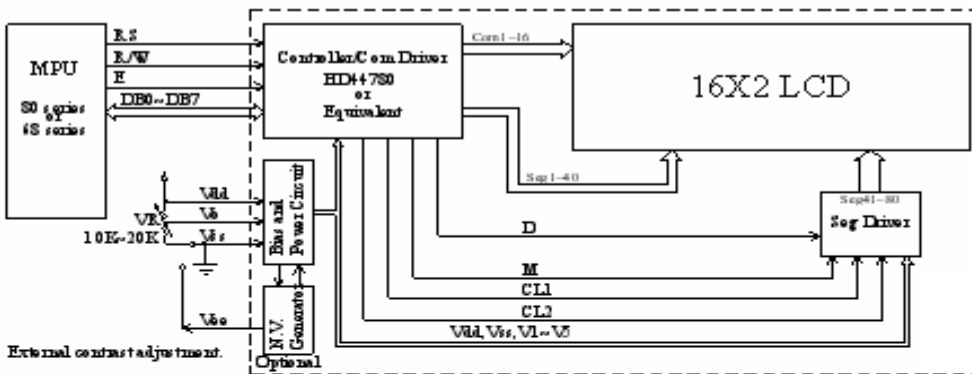 MPU
80 series
or
68 series
RS
R/W
E
DB0~DB7
Controller/Com Driver
HD44780
or
Equivalent
Com1-16
16X2 LCD
Seg1-40
Seg41-80
Seg Driver
Vdd
Vo
Vss
VR
10K~20K
Bias and
Power Circuit
D
M
CL1
CL2
Vdd, Vss, V1~V5
N.V.
Generator
Vee
External contrast adjustment.
Optional